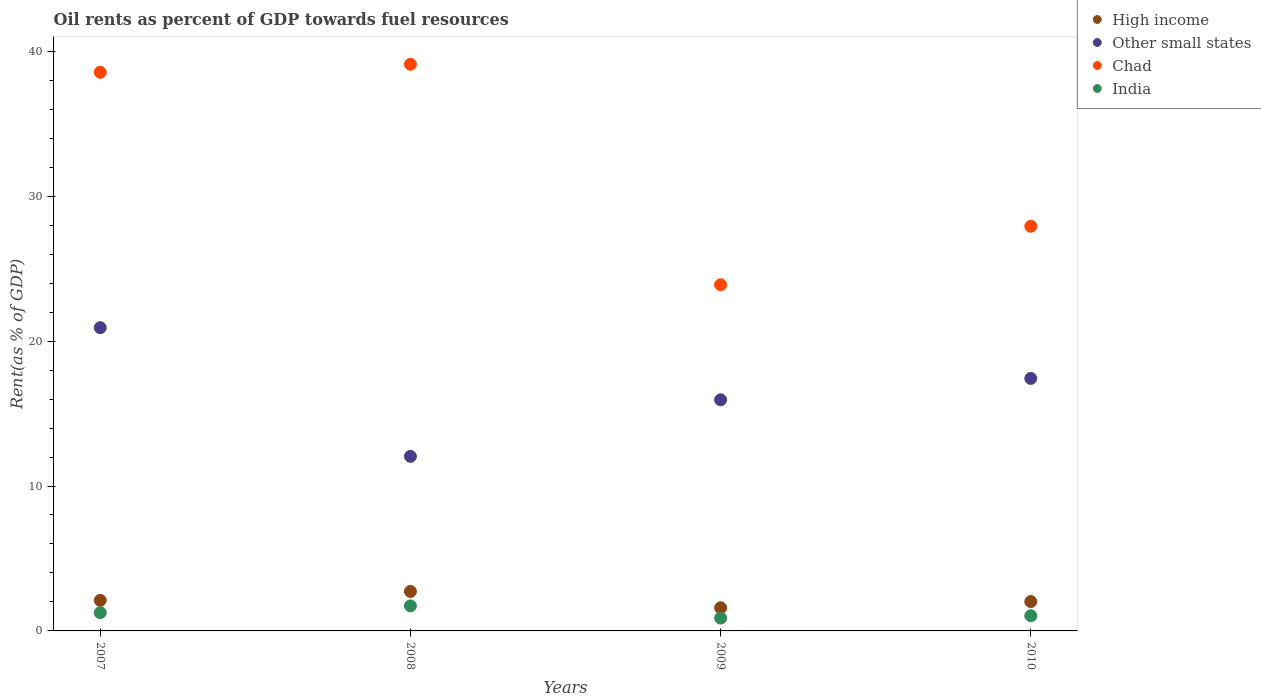 Oil rents as percent of GDP towards fuel resources
High income
Other small states
Chad
India
40
30
20
10
0
Rent(as % of GDP)
2007
2008
2009
2010
Years